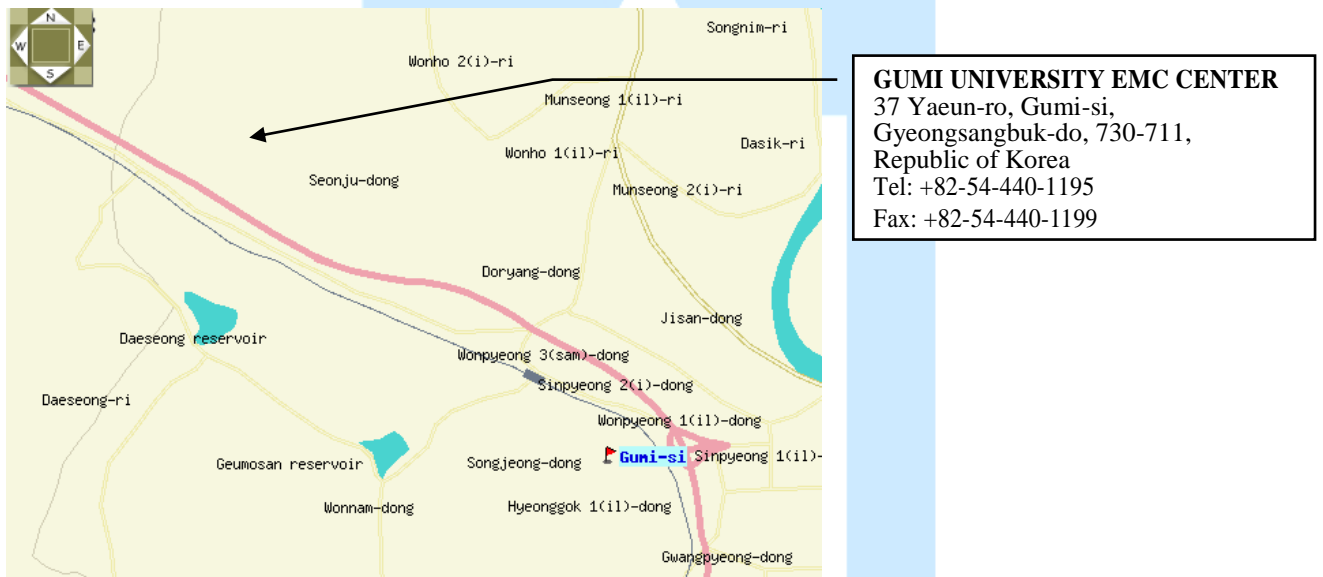 N
W E
S
Songnim-ri
Wonho 2(i)-ri
Munseong 1(il)-ri
Dasik-ri
Wonho 1(il)-ri
Seonju-dong
Munseong 2(i)-ri
Doryang-dong
Jisan-dong
Daeseong reservoir
Wonpyeong 3(sam)-dong
Sinpyeong 2(i)-dong
Daeseong-ri
Wonpyeong 1(il)-dong
Gumi-si
Sinpyeong 1(il)-
Geumosan reservoir
Songjeong-dong
Wonnam-dong
Hyeonggok 1(il)-dong
Gwangpyeong-dong
GUMI UNIVERSITY EMC CENTER
37 Yaeun-ro, Gumi-si,
Gyeongsangbuk-do, 730-711,
Republic of Korea
Tel: +82-54-440-1195
Fax: +82-54-440-1199